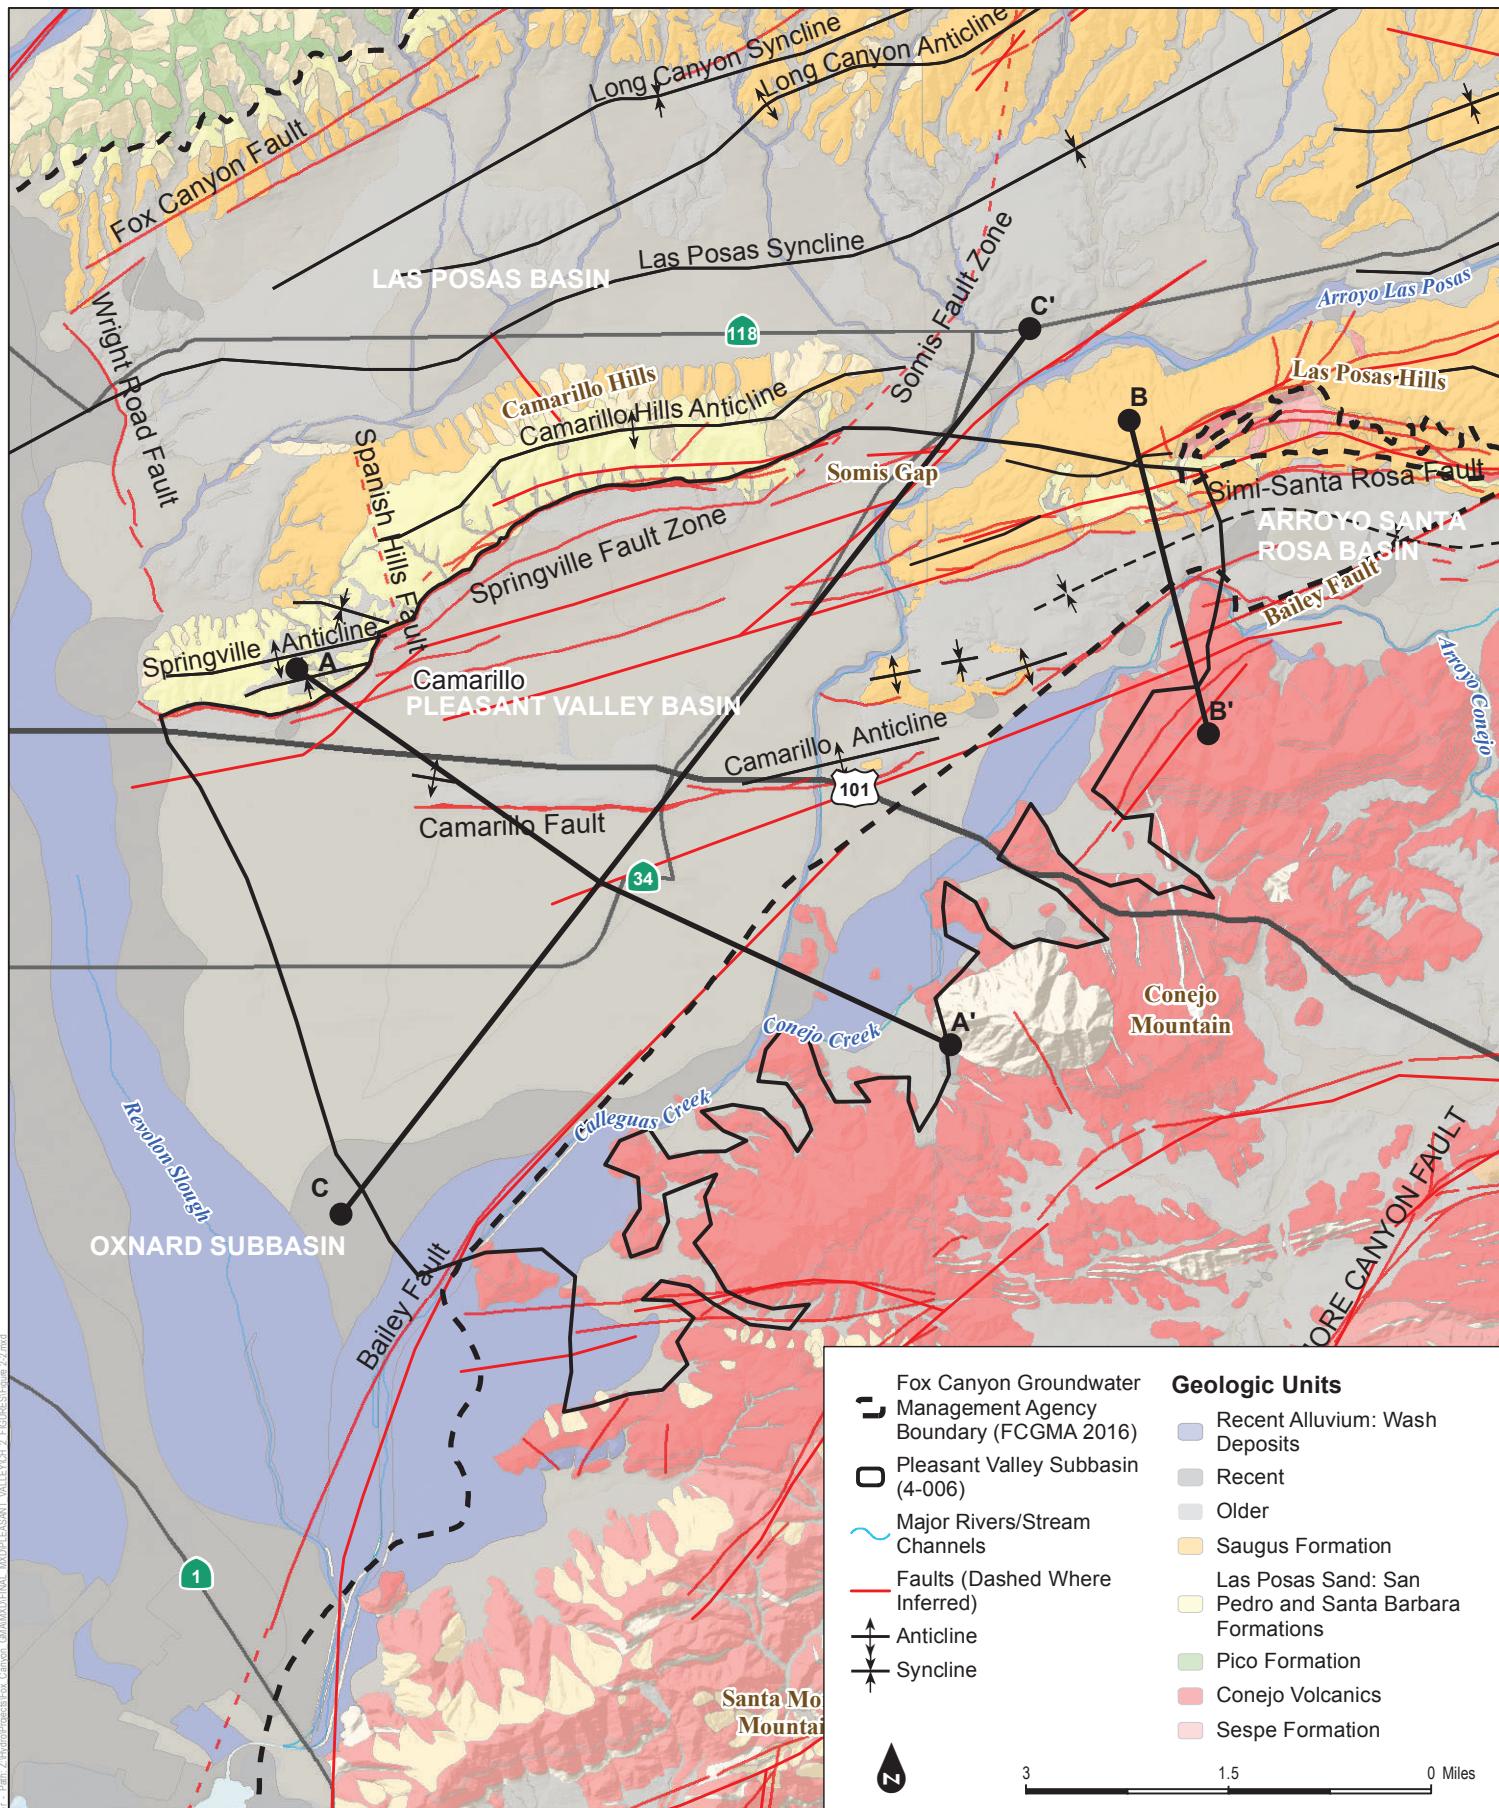 Long Canyon Syncline
Long Canyon Anticline
Fox Canyon Fault
Las Posas Syncline
LAS POSAS BASIN
Somis Fault Zone
Arroyo Las Posas
Wright Road Fault
118
C'
Camarillo Hills
Camarillo Hills Anticline
Las Posas Hills
B
Spanish Hills Fault
Somis Gap
Simi-Santa Rosa Fault
ARROYO SANTA
ROSA BASIN
Springville Fault Zone
Bailey Fault
Springville Anticline
A
Camarillo
PLEASANT VALLEY BASIN
Arroyo Conejo
B'
Camarillo Anticline
101
Camarillo Fault
34
Conejo
Mountain
A'
Conejo Creek
Calleguas Creek
Revolon Slough
C
OXNARD SUBBASIN
Bailey Fault
MORE CANYON FAULT
1
Santa Mo
Mountai
Fox Canyon Groundwater
Management Agency
Boundary (FCGMA 2016)
Pleasant Valley Subbasin
(4-006)
Major Rivers/Stream
Channels
Faults (Dashed Where
Inferred)
Anticline
Syncline
Geologic Units
Recent Alluvium: Wash
Deposits
Recent
Older
Saugus Formation
Las Posas Sand: San
Pedro and Santa Barbara
Formations
Pico Formation
Conejo Volcanics
Sespe Formation
N
3 1.5 0 Miles